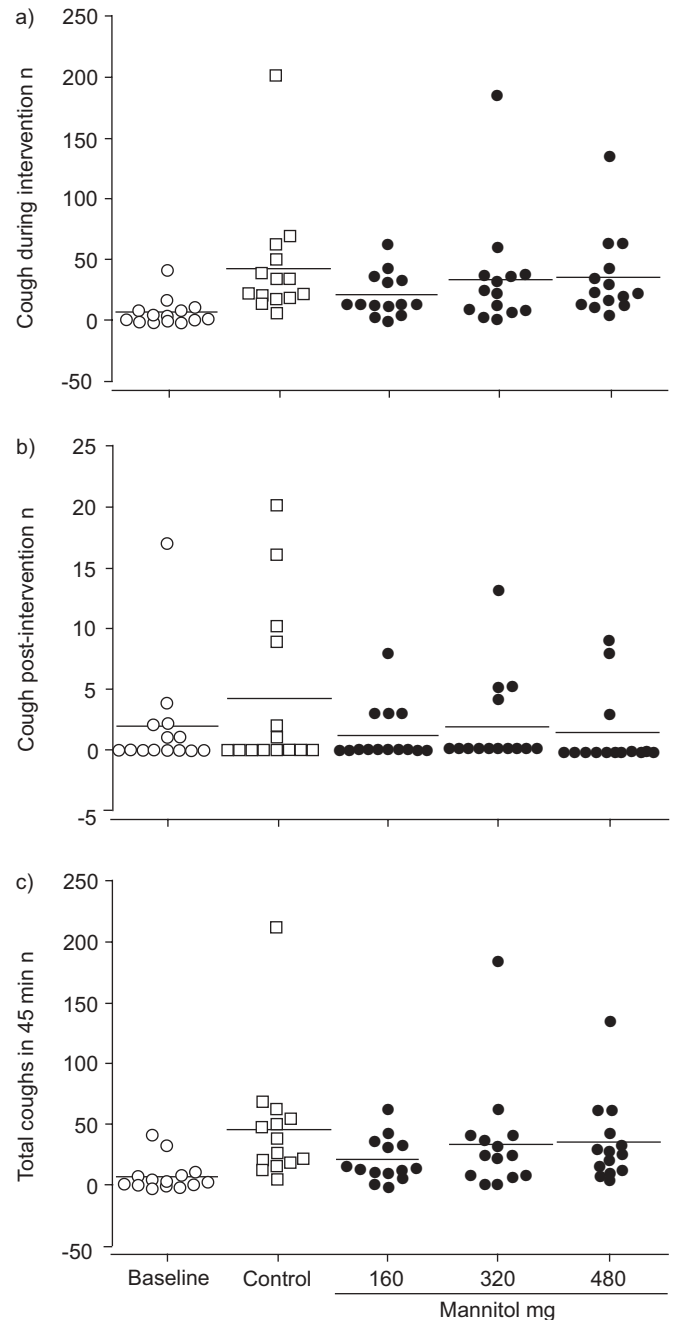 a)
250
200
150
100
50
0
-50
Cough during intervention n
b)
25
20
15
10
5
0
-5
Cough post-intervention n
c)
250
200
150
100
50
0
-50
Total coughs in 45 min n
Baseline Control 160 320 480
Mannitol mg